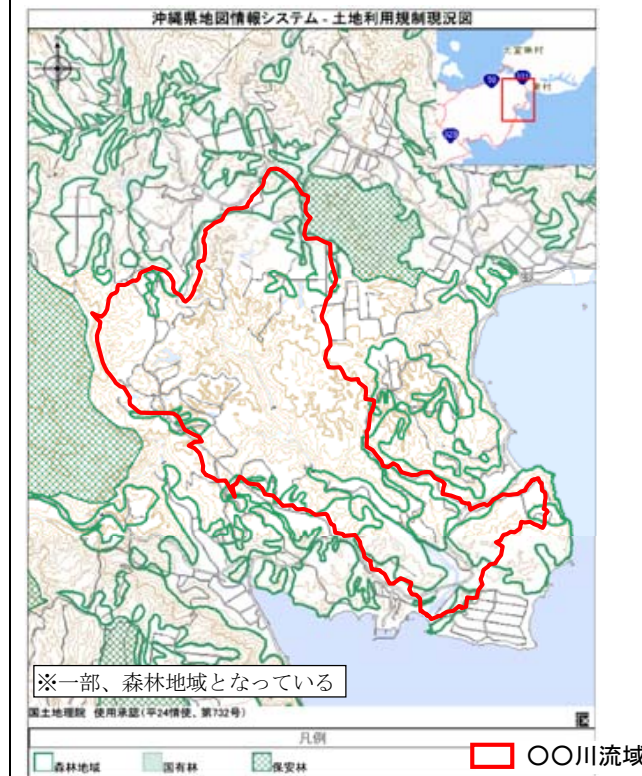 沖縄県地図情報システム - 土地利用規制現況図
大宜味村
東村
※一部、森林地域となっている
国土地理院 使用承認(平24情使、第732号)
凡例
森林地域 国有林 保安林
〇〇川流域